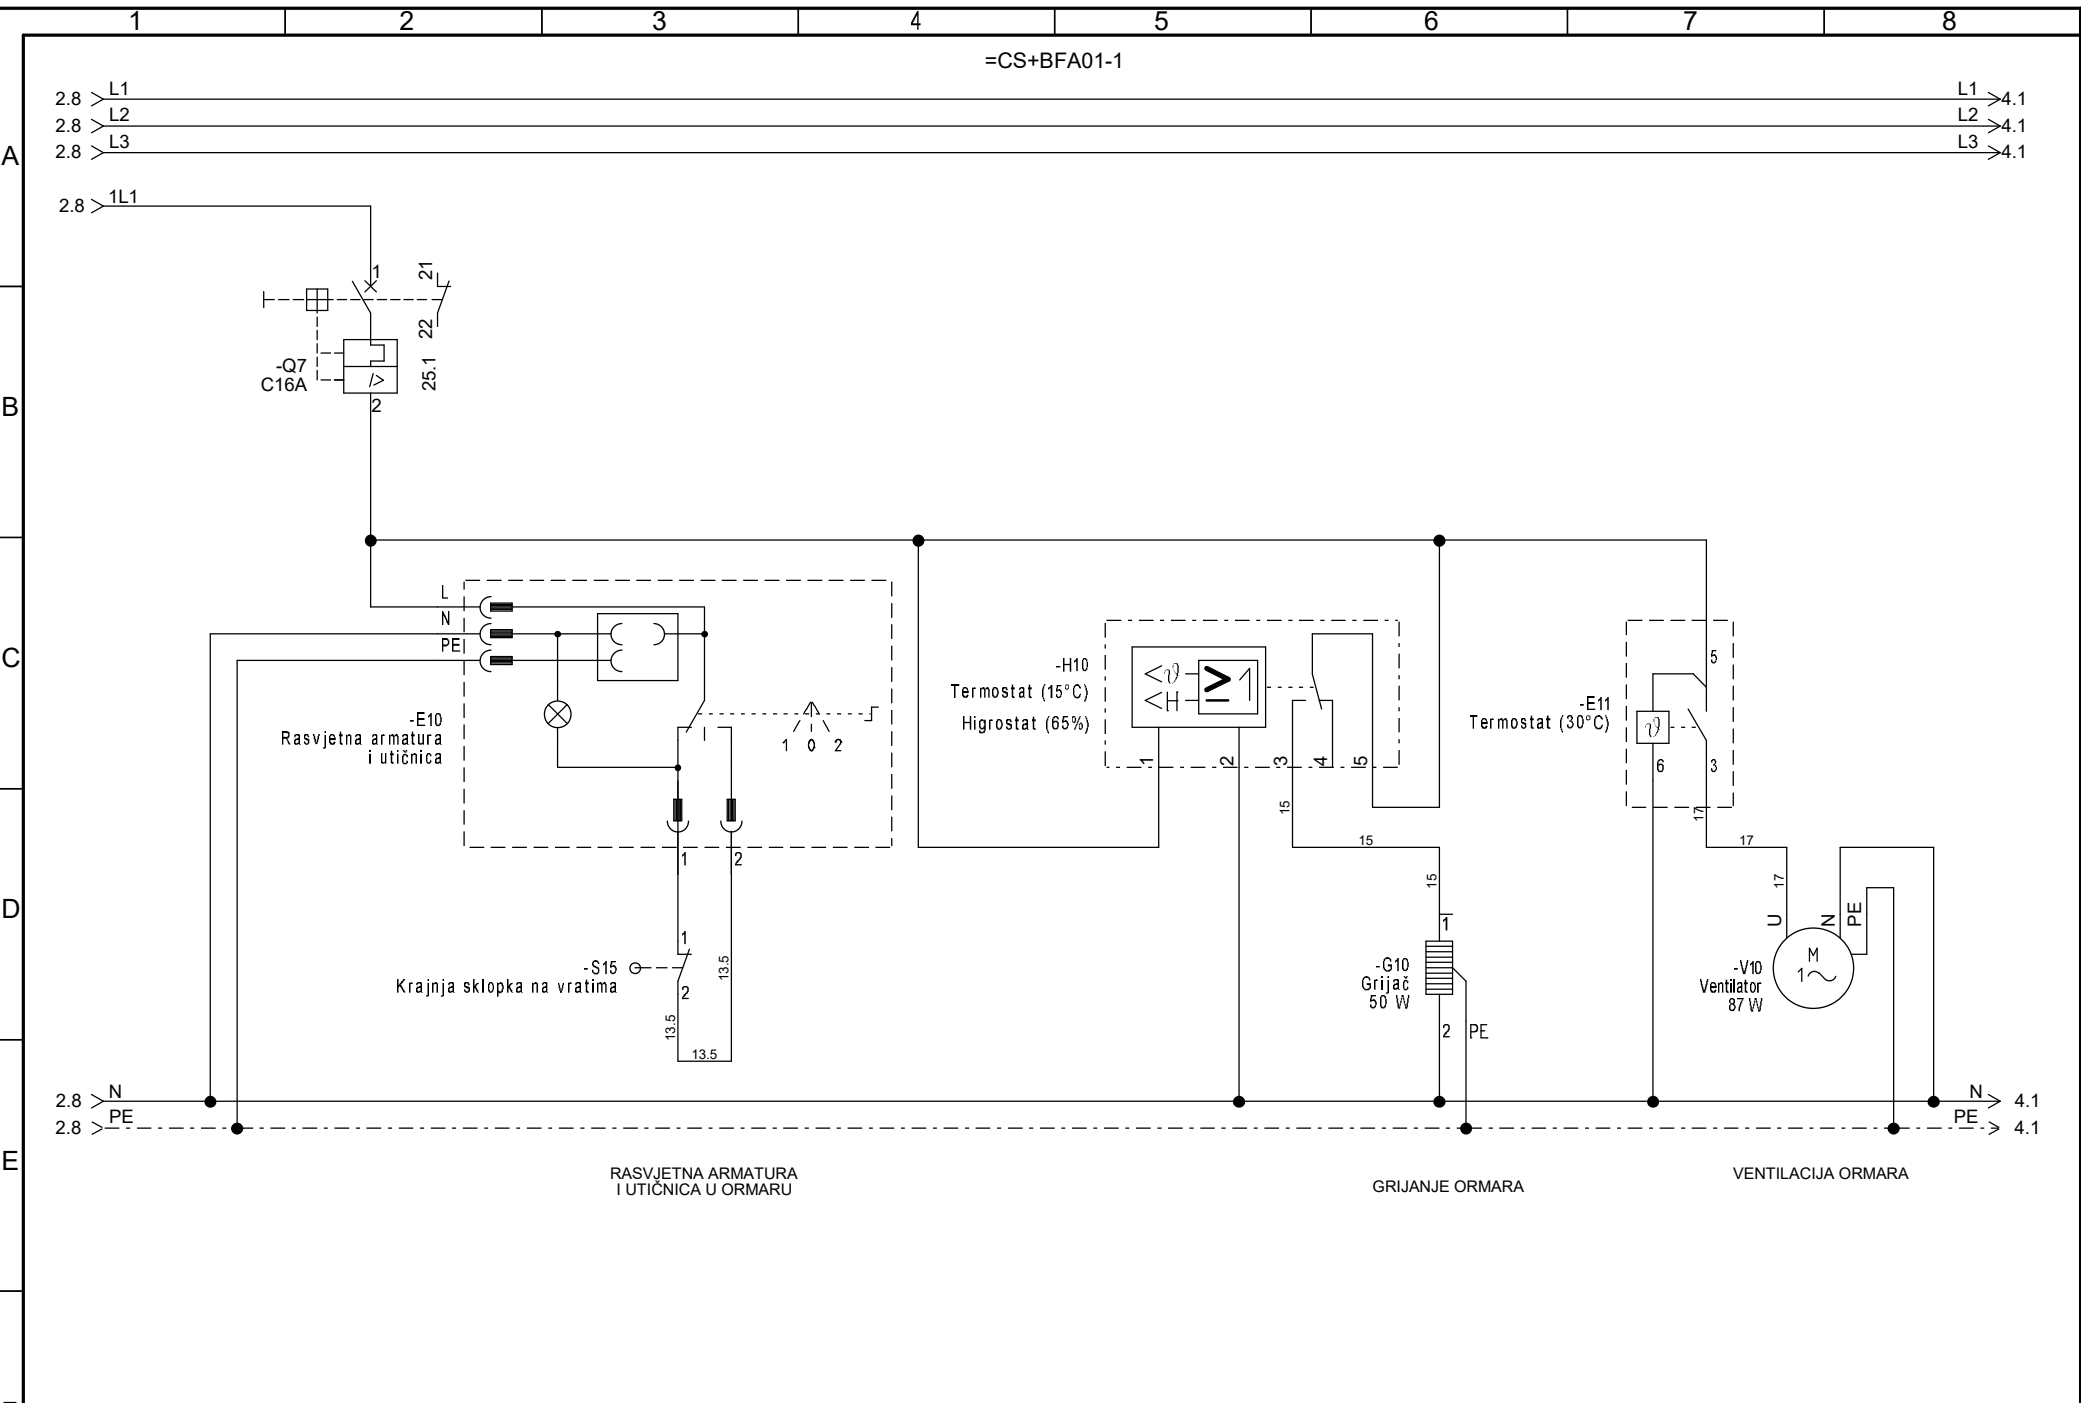 1 2 3 4 5 6 7 8
=CS+BFA01-1
2.8 L1 L1 4.1
2.8 L2 L2 4.1
A
2.8 L3 L3 4.1
2.8 1L1
1 21
22
-Q7
C16A
I>
25.1
B
2
L
N
PE
C
-E10
Rasvjetna armatura
i utičnica
1 0 2
1 2
-H10
Termostat (15°C)
Higrostat (65%)
<ϑ
<H
≥1
1 2 3 4 5
15
15
15
-E11
Termostat (30°C)
ϑ
5
6 3
17
17
17
D
-S15
Krajnja sklopka na vratima
1
2
13.5
13.5
13.5
-G10
Grijač
50 W
1
2 PE
U N PE
M
1~
-V10
Ventilator
87 W
2.8 N N 4.1
2.8 PE PE 4.1
E
RASVJETNA ARMATURA
I UTIČNICA U ORMARU
GRIJANJE ORMARA
VENTILACIJA ORMARA